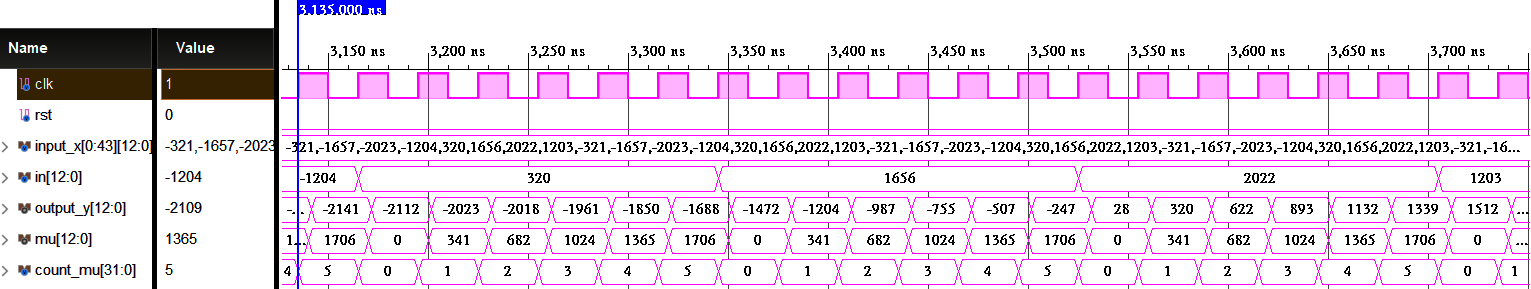 3,135.000 ns
3,150 ns 3,200 ns 3,250 ns 3,300 ns 3,350 ns 3,400 ns 3,450 ns 3,500 ns 3,550 ns 3,600 ns 3,650 ns 3,700 ns
Name Value
clk 1
rst 0
input_x[0:43][12:0] -321,-1657,-2023 -321,-1657,-2023,-1204,320,1656,2022,1203,-321,-1657,-2023,-1204,320,1656,2022,1203,-321,-1657,-2023,-1204,320,1656,2022,1203,-321,-16...
in[12:0] -1204 -1204 320 1656 2022 1203
output_y[12:0] -2109 -... -2141 -2112 -2023 -2018 -1961 -1850 -1688 -1472 -1204 -987 -755 -507 -247 28 320 622 893 1132 1339 1512 ...
mu[12:0] 1365 1... 1706 0 341 682 1024 1365 1706 0 341 682 1024 1365 1706 0 341 682 1024 1365 1706 0 ...
count_mu[31:0] 5 4 5 0 1 2 3 4 5 0 1 2 3 4 5 0 1 2 3 4 5 0 1